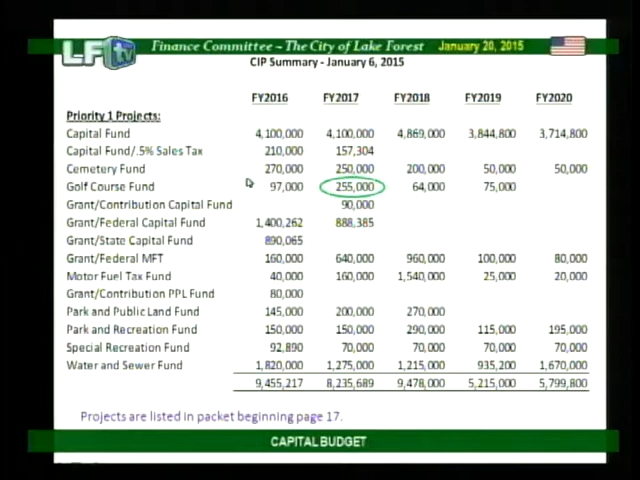 LFtv Finance Committee – The City of Lake Forest January 20, 2015
CIP Summary - January 6, 2015
FY2016 FY2017 FY2018 FY2019 FY2020
Priority 1 Projects:
Capital Fund 4,100,000 4,100,000 4,869,000 3,844,800 3,714,800
Capital Fund/.5% Sales Tax 210,000 157,304
Cemetery Fund 270,000 250,000 200,000 50,000 50,000
Golf Course Fund 97,000 255,000 64,000 75,000
Grant/Contribution Capital Fund 90,000
Grant/Federal Capital Fund 1,400,262 888,385
Grant/State Capital Fund 890,065
Grant/Federal MFT 160,000 640,000 960,000 100,000 80,000
Motor Fuel Tax Fund 40,000 160,000 1,540,000 25,000 20,000
Grant/Contribution PPL Fund 80,000
Park and Public Land Fund 145,000 200,000 270,000
Park and Recreation Fund 150,000 150,000 290,000 115,000 195,000
Special Recreation Fund 92,890 70,000 70,000 70,000 70,000
Water and Sewer Fund 1,820,000 1,275,000 1,215,000 935,200 1,670,000
9,455,217 8,235,689 9,478,000 5,215,000 5,799,800
Projects are listed in packet beginning page 17.
CAPITAL BUDGET